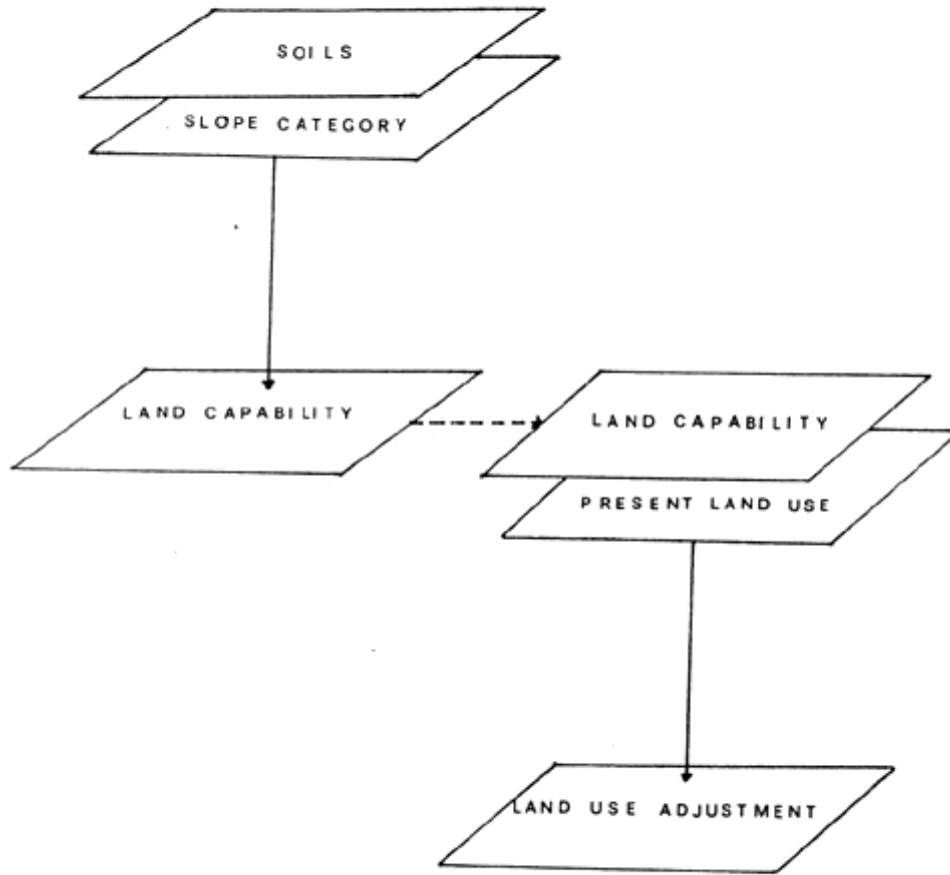 SOILS
SLOPE CATEGORY
LAND CAPABILITY
LAND CAPABILITY
PRESENT LAND USE
LAND USE ADJUSTMENT